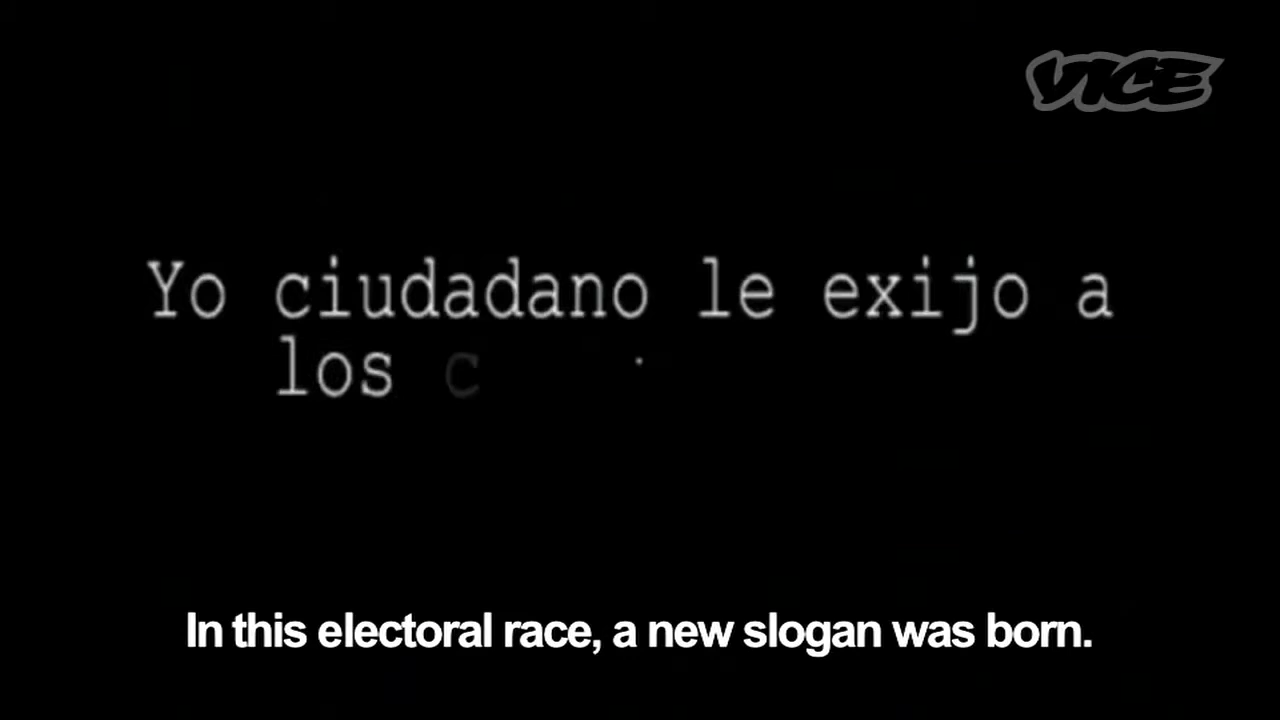 VICE
Yo ciudadano le exijo a
los c
In this electoral race, a new slogan was born.